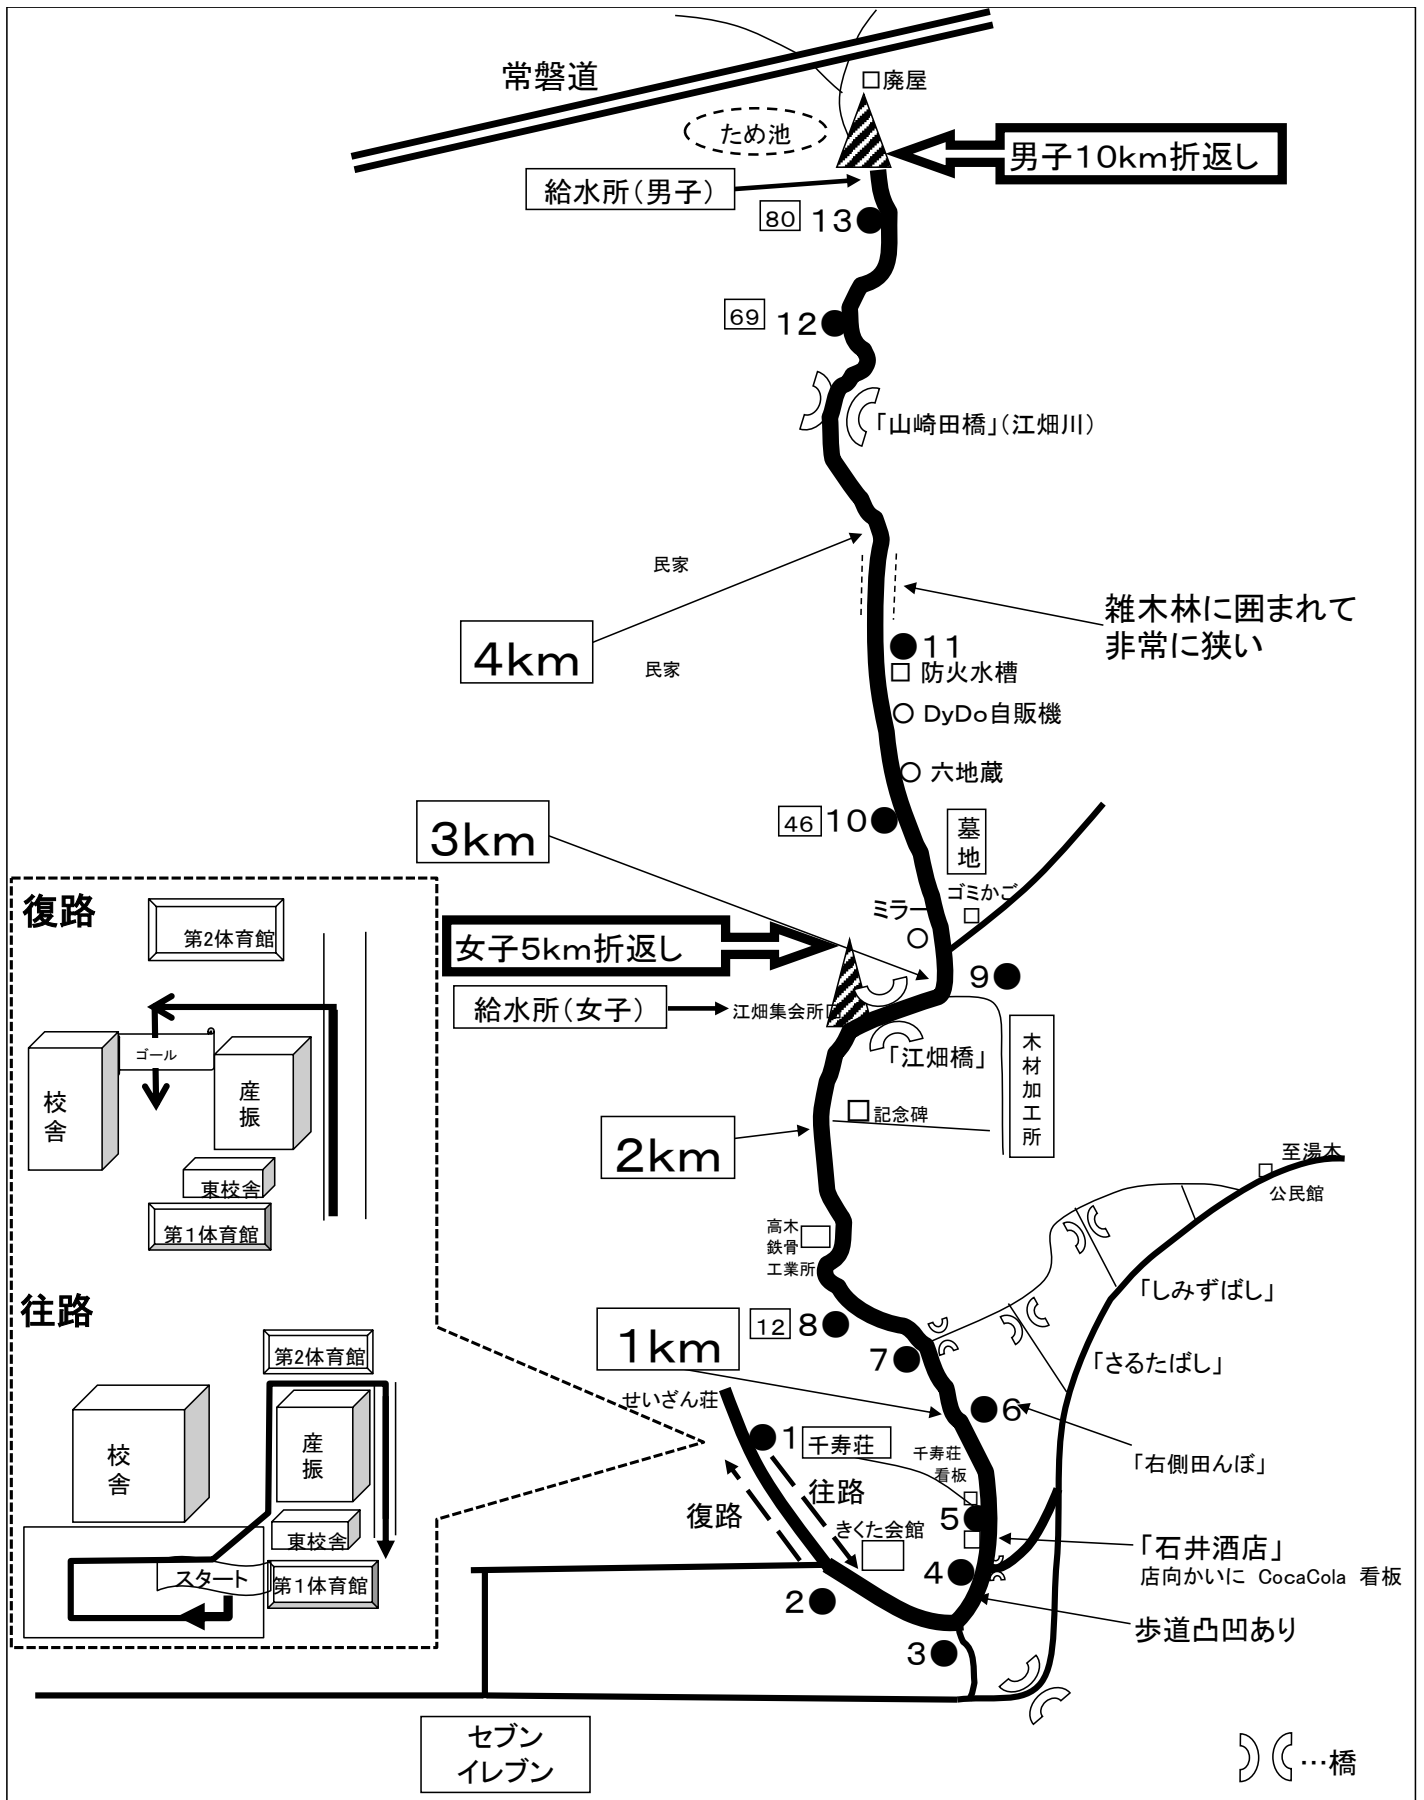 常磐道
廃屋
ため池
男子10km折返し
給水所（男子）
80 13
69 12
「山崎田橋」（江畑川）
民家
雑木林に囲まれて
非常に狭い
4km
民家
11
防火水槽
DyDo自販機
六地蔵
46 10
3km
墓地
ゴミかご
ミラー
女子5km折返し
9
給水所（女子）
江畑集会所
「江畑橋」
木材加工所
記念碑
2km
至湯本
公民館
高木
鉄骨
工業所
「しみずばし」
12 8
1km
7
「さるたばし」
せいざん荘
6
1
千寿荘
千寿荘
看板
「右側田んぼ」
往路
復路
5
きくた会館
「石井酒店」
店向かいに CocaCola 看板
4
2
歩道凸凹あり
3
セブン
イレブン
…橋
復路
第2体育館
ゴール
校舎
産振
東校舎
第1体育館
往路
第2体育館
校舎
産振
東校舎
スタート
第1体育館